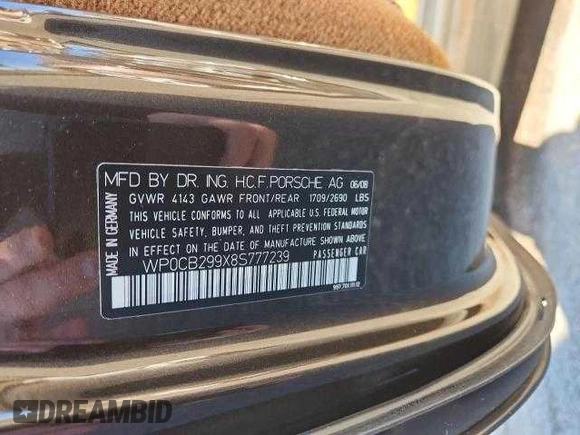 MFD BY DR. ING. H.C.F. PORSCHE AG 06/08
GVWR 4143 GAWR FRONT/REAR 1709/2690 LBS
THIS VEHICLE CONFORMS TO ALL APPLICABLE U.S. FEDERAL MOTOR
VEHICLE SAFETY, BUMPER, AND THEFT PREVENTION STANDARDS
IN EFFECT ON THE DATE OF MANUFACTURE SHOWN ABOVE
WP0CB299X8S777239 PASSENGER CAR
MADE IN GERMANY
DREAMBID